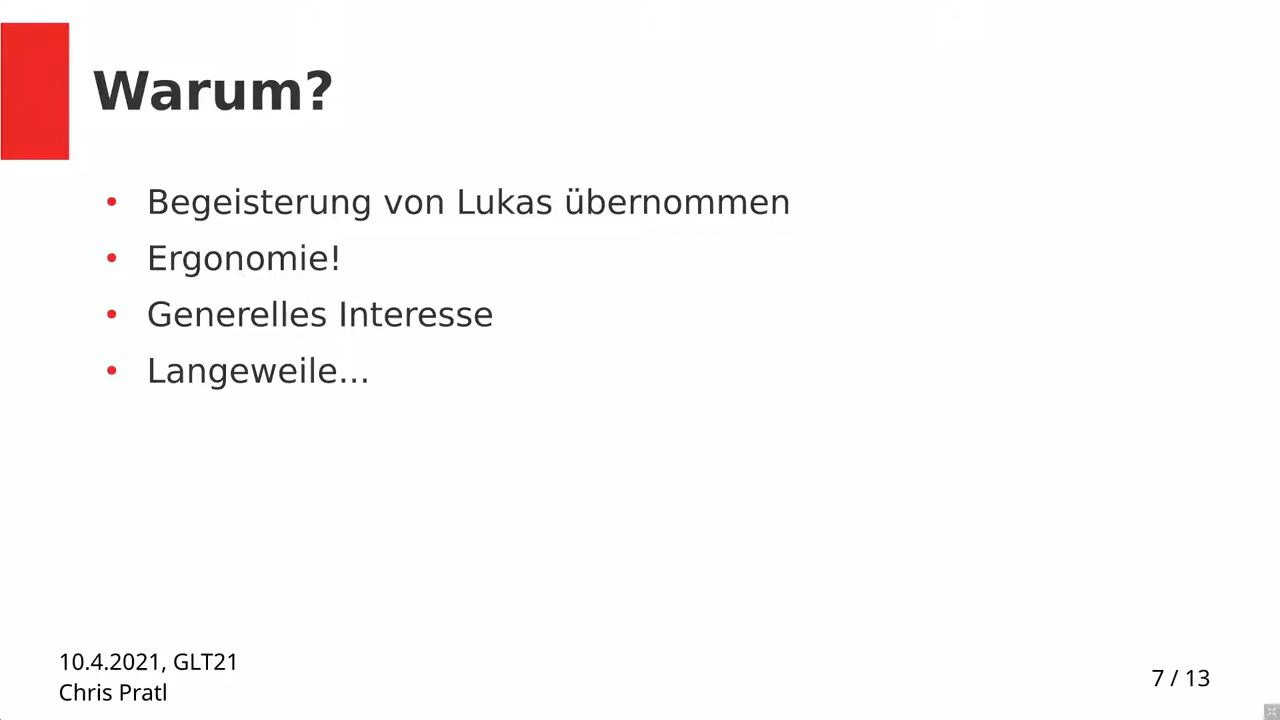 Warum?
• Begeisterung von Lukas übernommen
• Ergonomie!
• Generelles Interesse
• Langeweile...
10.4.2021, GLT21
Chris Pratl
7 / 13